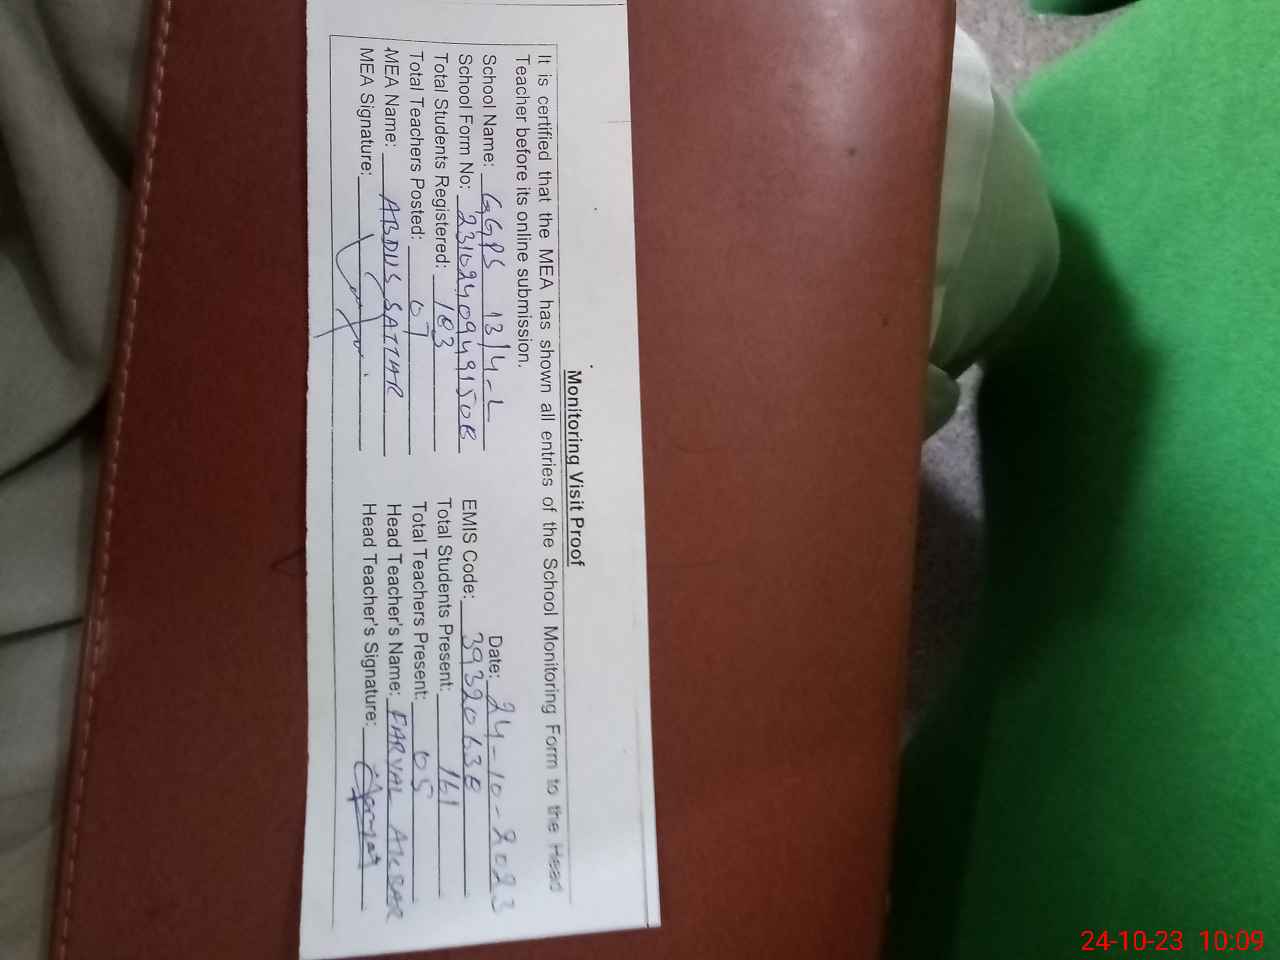 Monitoring Visit Proof
It is certified that the MEA has shown all entries of the School Monitoring Form to the Head
Teacher before its online submission.
School Name: GGPS 13/4-L Date: 24-10-2023
School Form No: EMIS Code: 39320638
Total Students Registered: 183 Total Students Present: 161
Total Teachers Posted: 07 Total Teachers Present: 05
MEA Name: ABDUS SATTAR Head Teacher's Name: AKBAR
MEA Signature: Head Teacher's Signature:
24-10-23 10:09